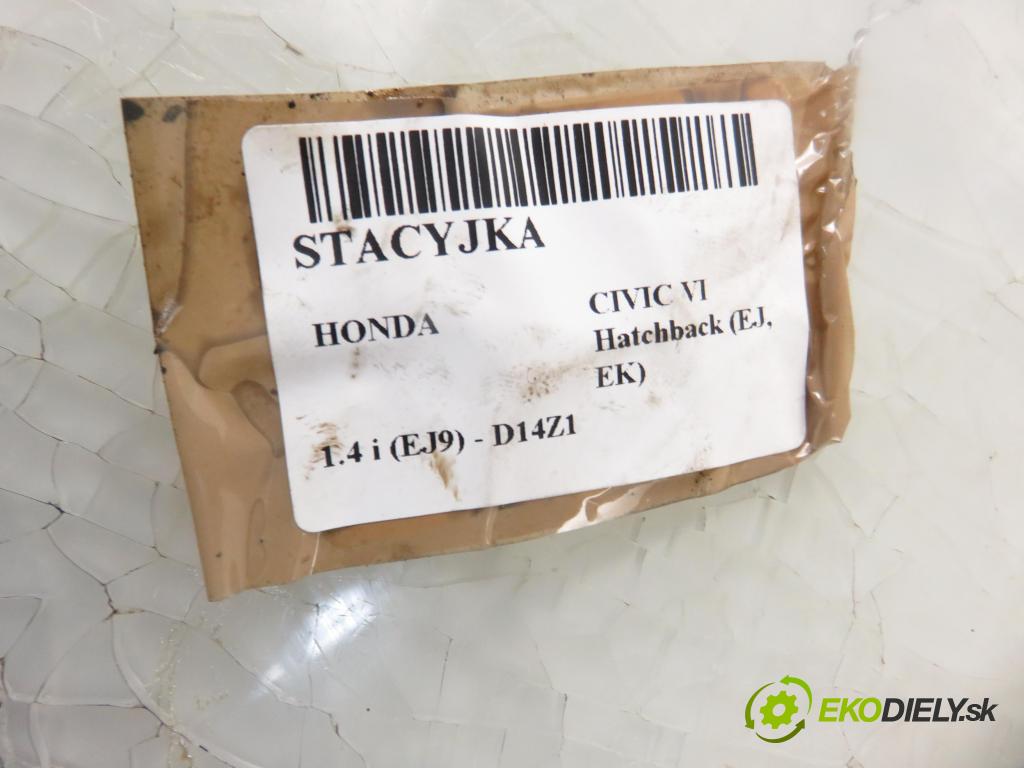 STACYJKA
HONDA
CIVIC VI
Hatchback (EJ,
EK)
1.4 i (EJ9) - D14Z1
EKODIELY.sk